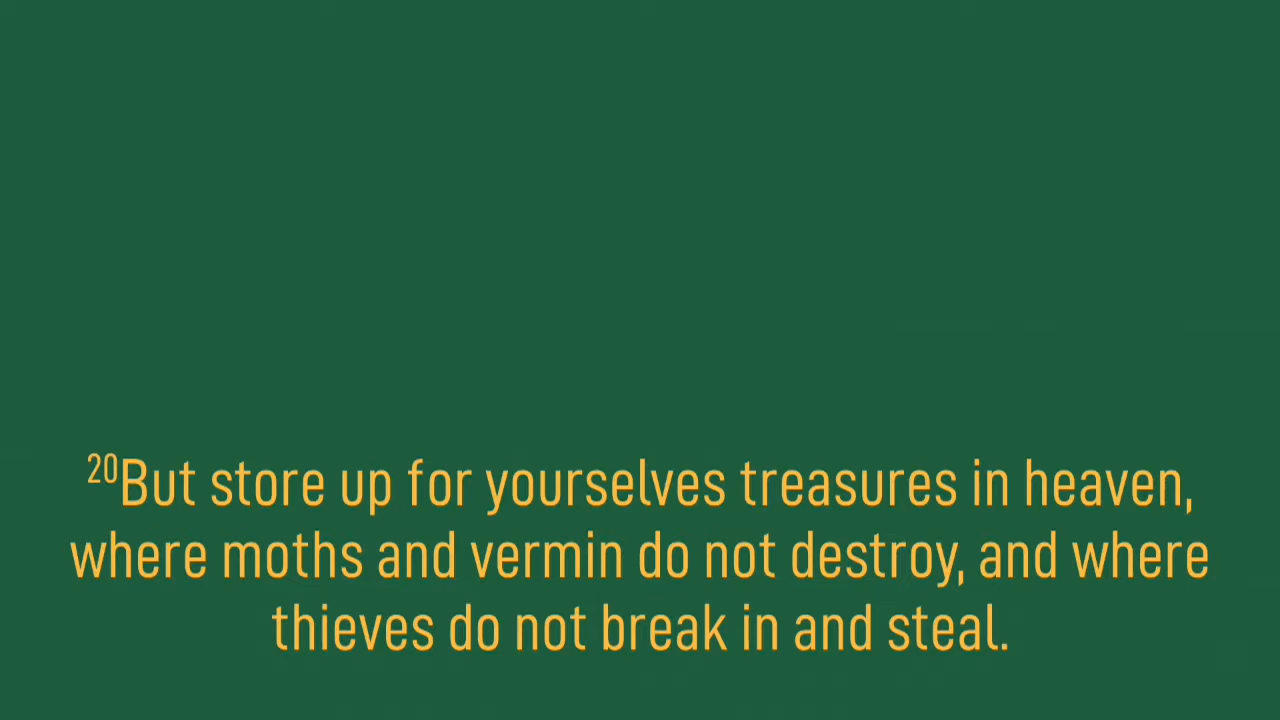 20But store up for yourselves treasures in heaven,
where moths and vermin do not destroy, and where
thieves do not break in and steal.